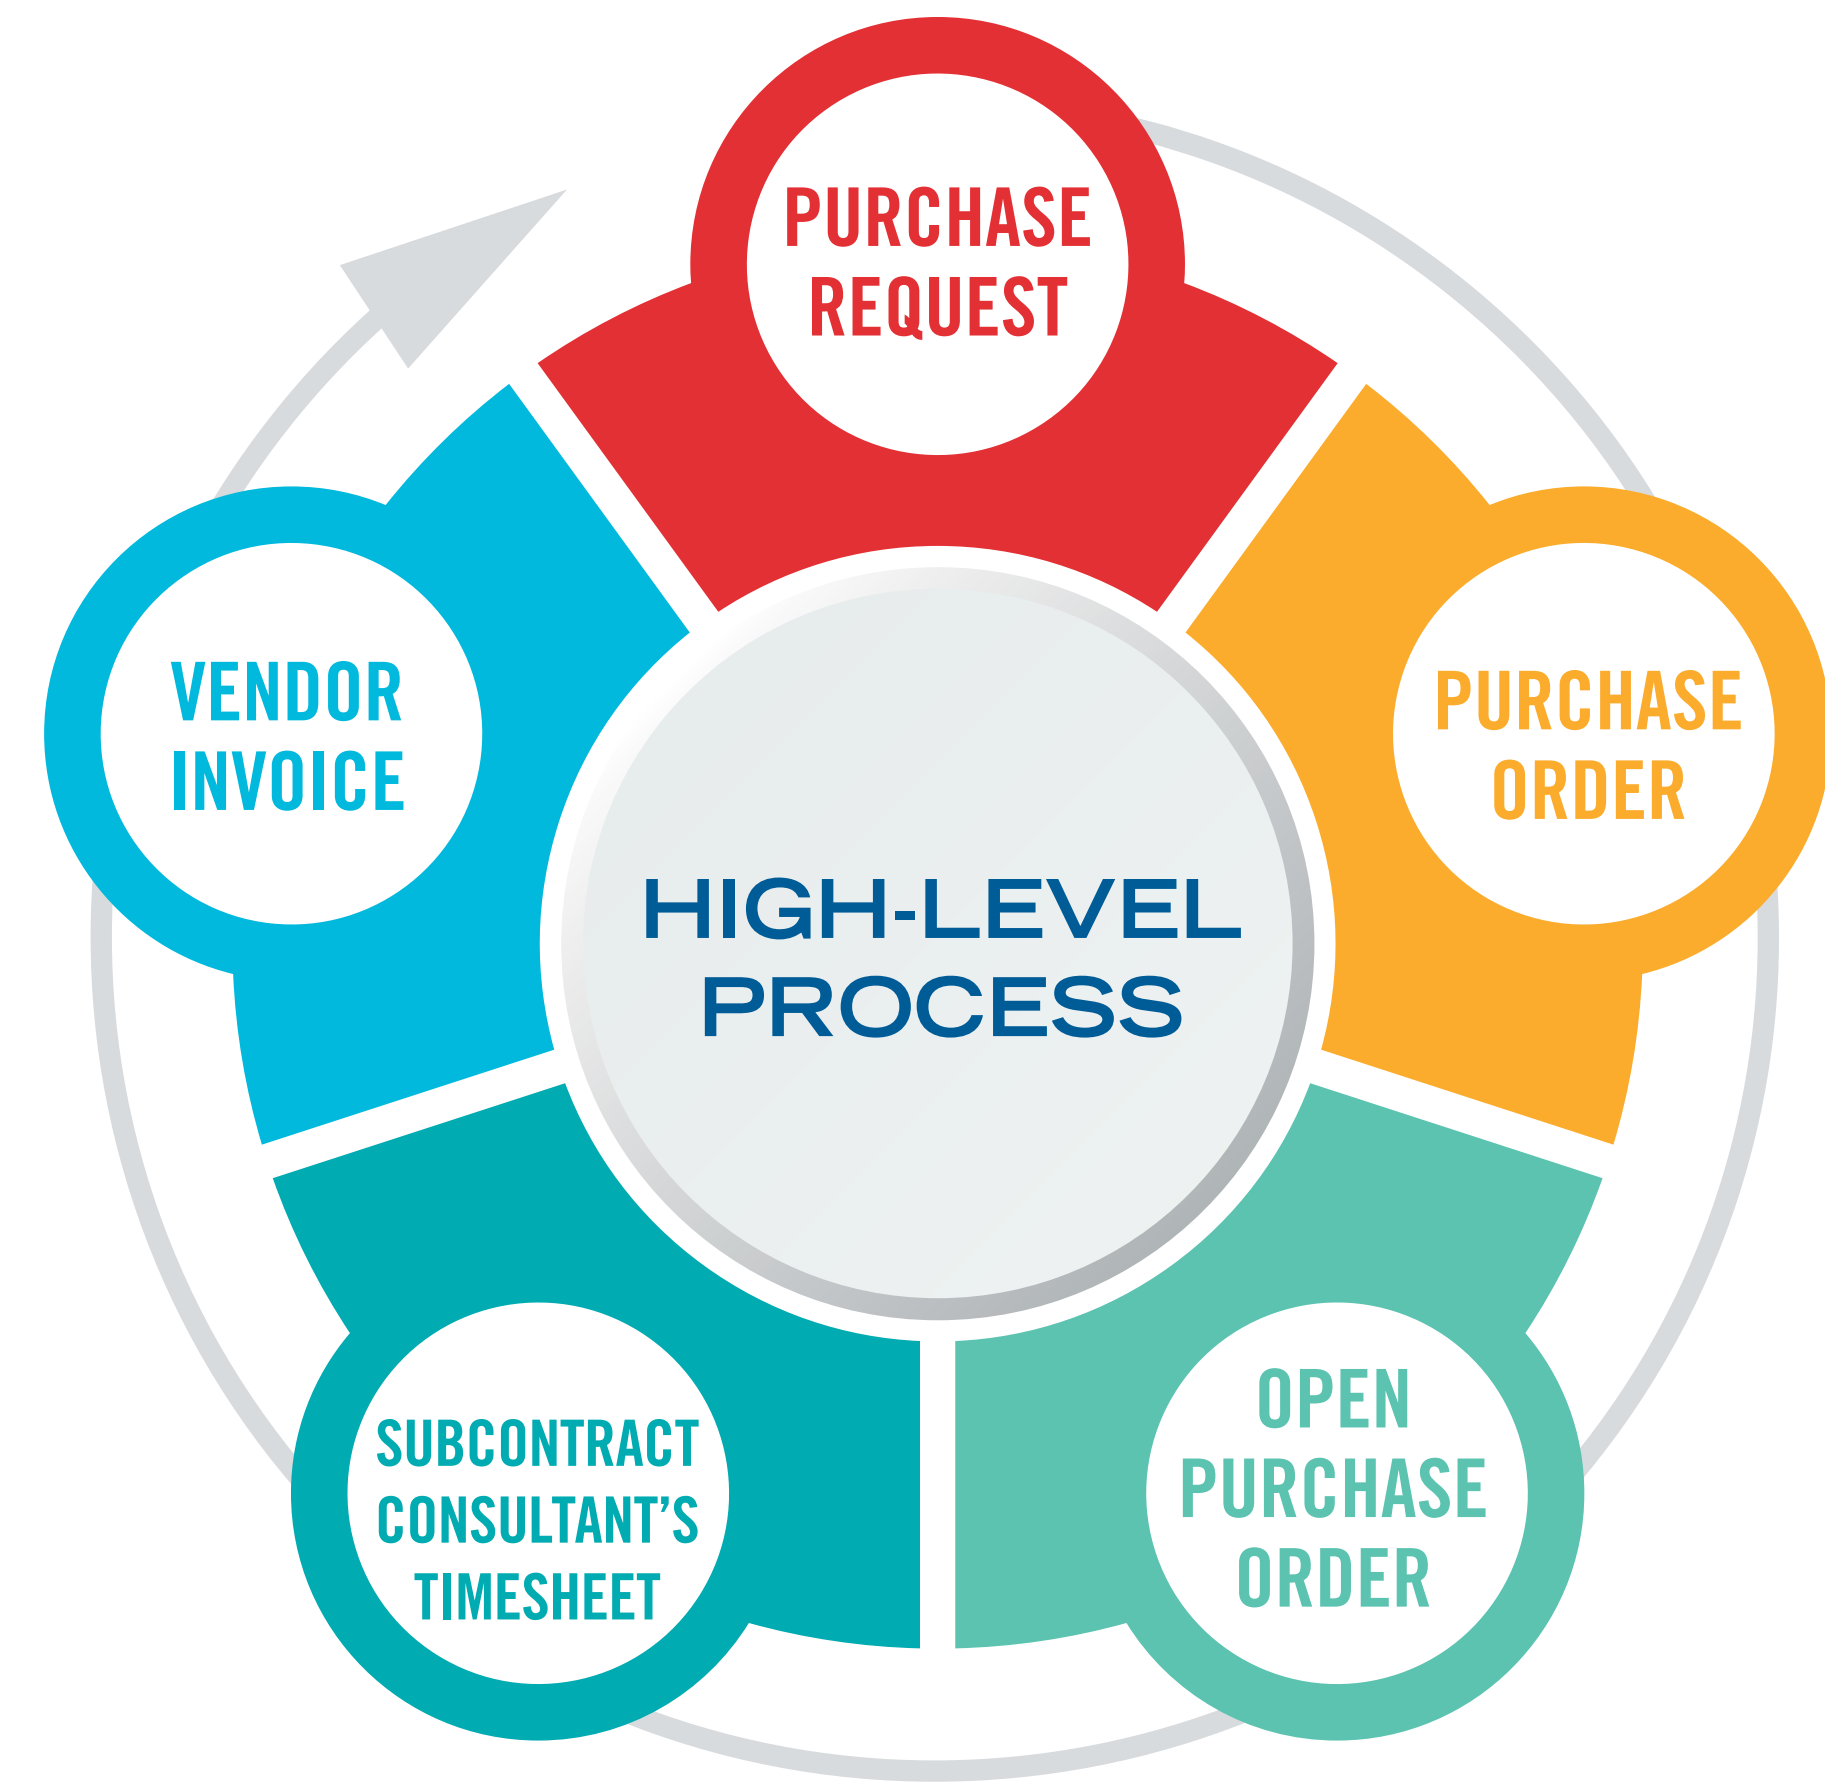 PURCHASE
REQUEST
PURCHASE
ORDER
OPEN
PURCHASE
ORDER
SUBCONTRACT
CONSULTANT’S
TIMESHEET
VENDOR
INVOICE
HIGH-LEVEL
PROCESS